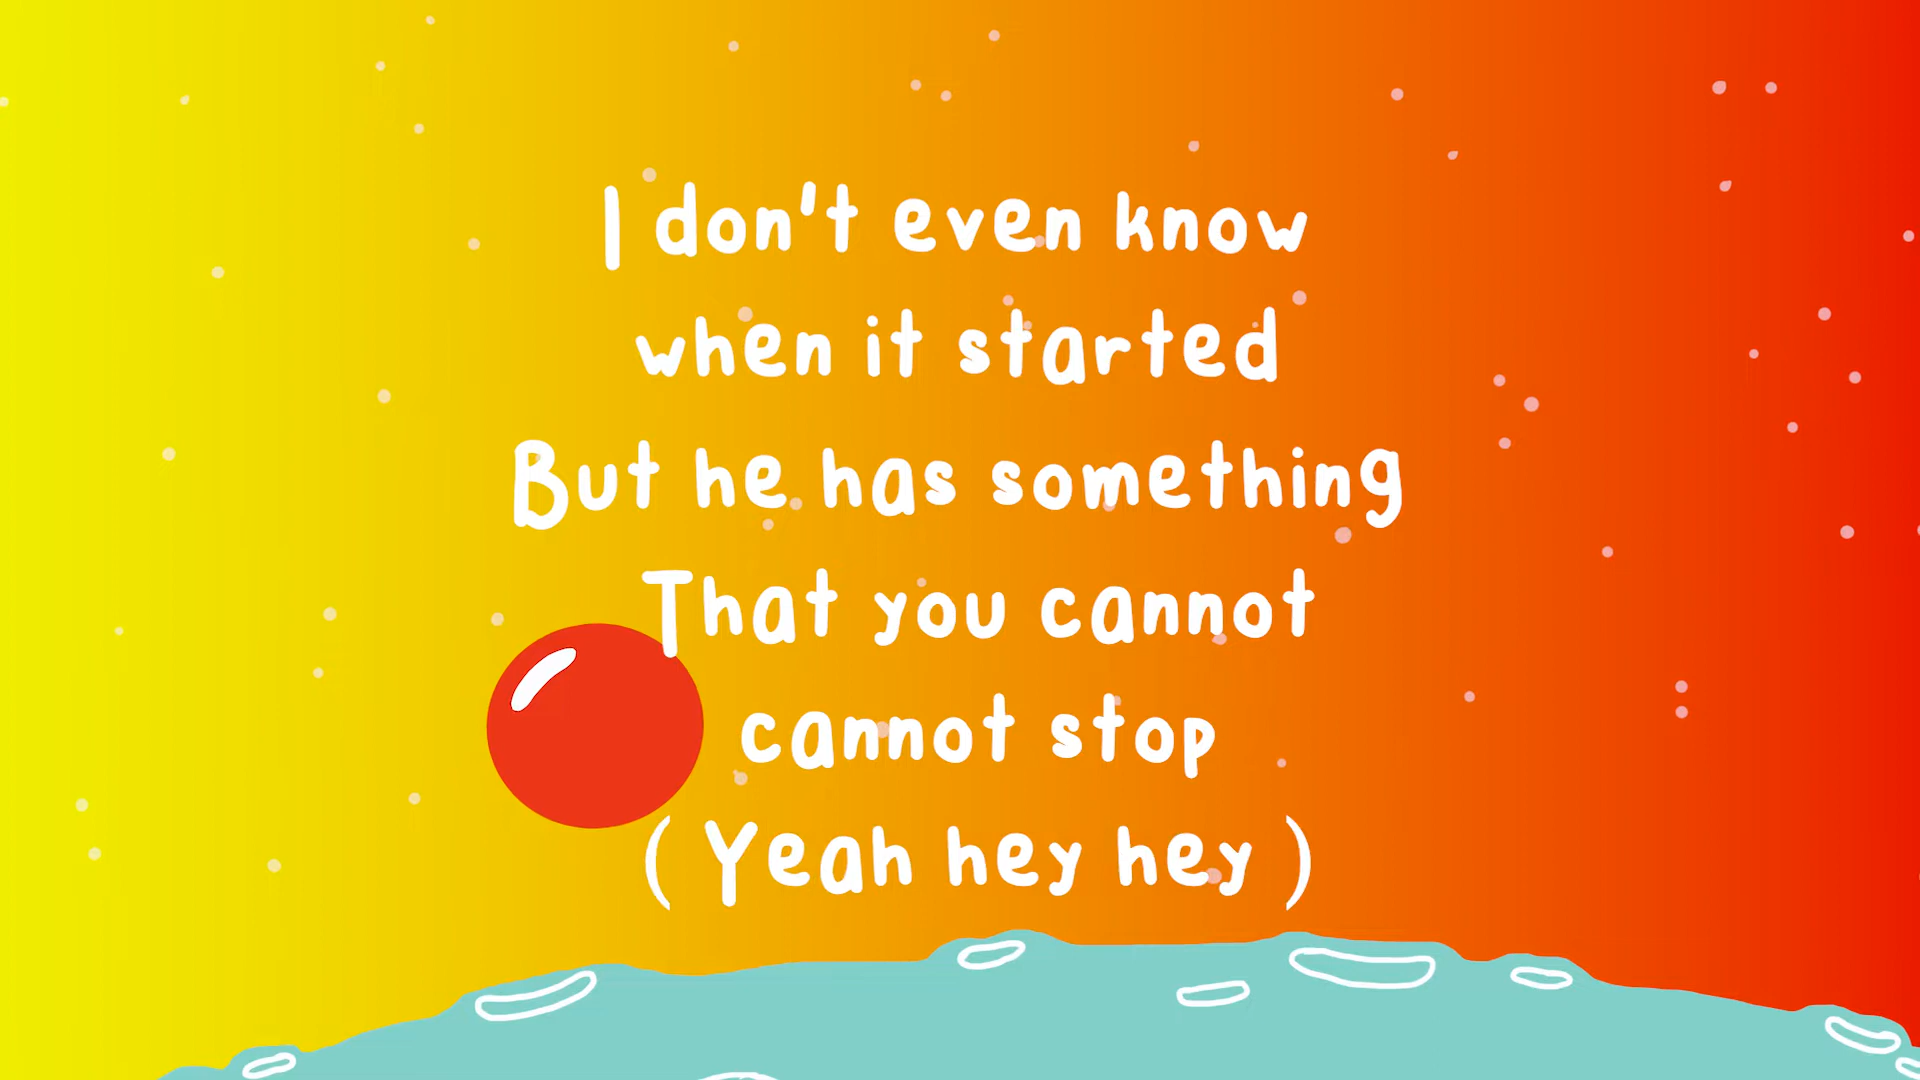 I don't even know
when it started
But he has something
That you cannot
cannot stop
( Yeah hey hey )